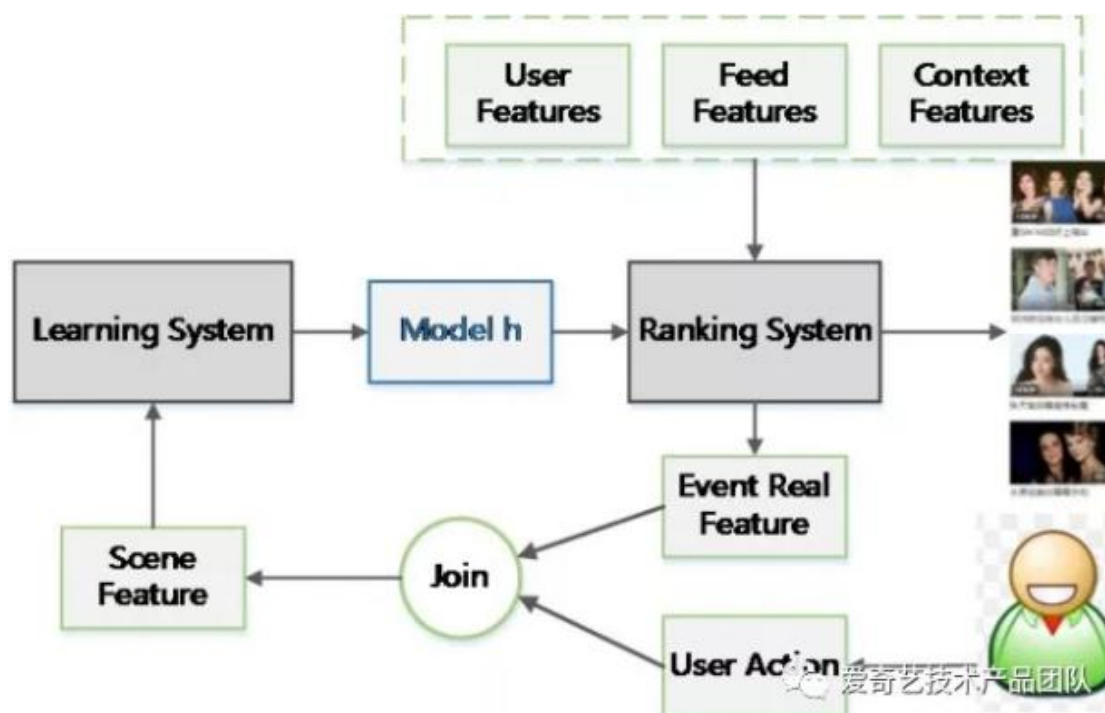 User
Features
Feed
Features
Context
Features
Learning System
Model h
Ranking System
Event Real
Feature
Scene
Feature
Join
User Action
爱奇艺技术产品团队